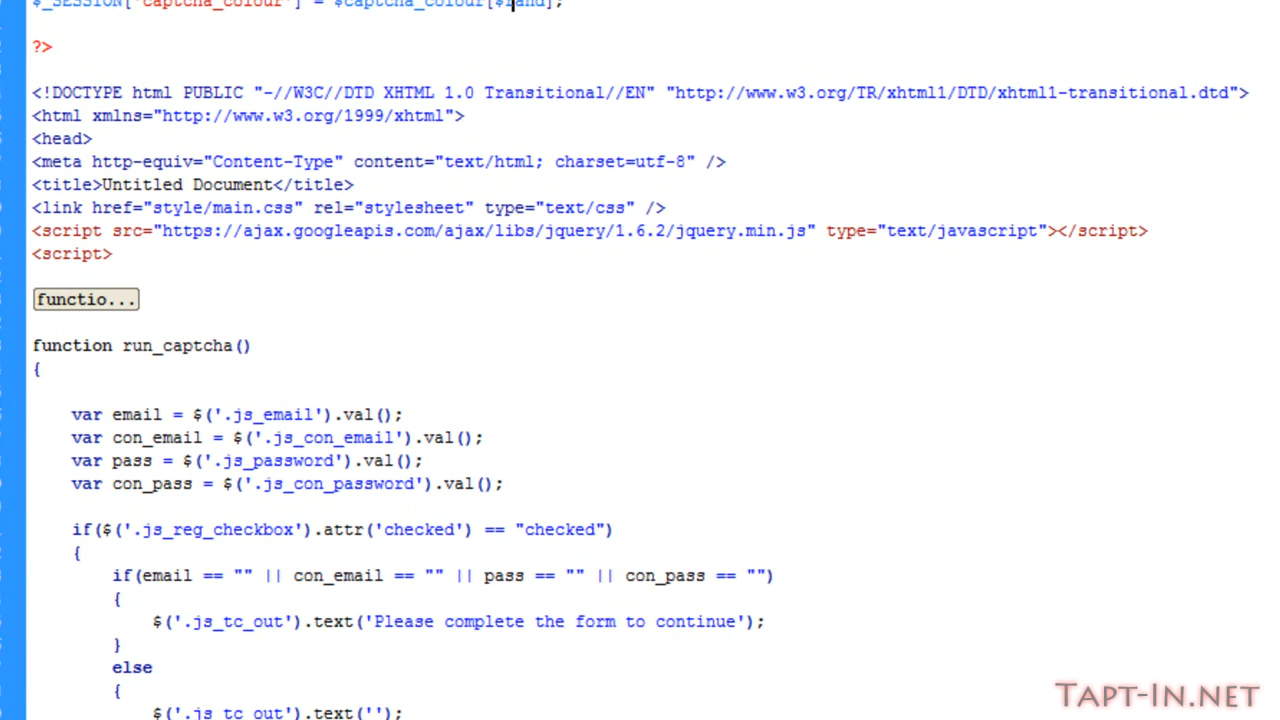 $_SESSION['captcha_colour'] = $captcha_colour[$rand];
?>
<!DOCTYPE html PUBLIC "-//W3C//DTD XHTML 1.0 Transitional//EN" "http://www.w3.org/TR/xhtml1/DTD/xhtml1-transitional.dtd">
<html xmlns="http://www.w3.org/1999/xhtml">
<head>
<meta http-equiv="Content-Type" content="text/html; charset=utf-8" />
<title>Untitled Document</title>
<link href="style/main.css" rel="stylesheet" type="text/css" />
<script src="https://ajax.googleapis.com/ajax/libs/jquery/1.6.2/jquery.min.js" type="text/javascript"></script>
<script>
functio...
function run_captcha()
{
var email = $('.js_email').val();
var con_email = $('.js_con_email').val();
var pass = $('.js_password').val();
var con_pass = $('.js_con_password').val();
if($('.js_reg_checkbox').attr('checked') == "checked")
{
if(email == "" || con_email == "" || pass == "" || con_pass == "")
{
$('.js_tc_out').text('Please complete the form to continue');
}
else
{
$('.js_tc_out').text('');
TAPT-IN.NET